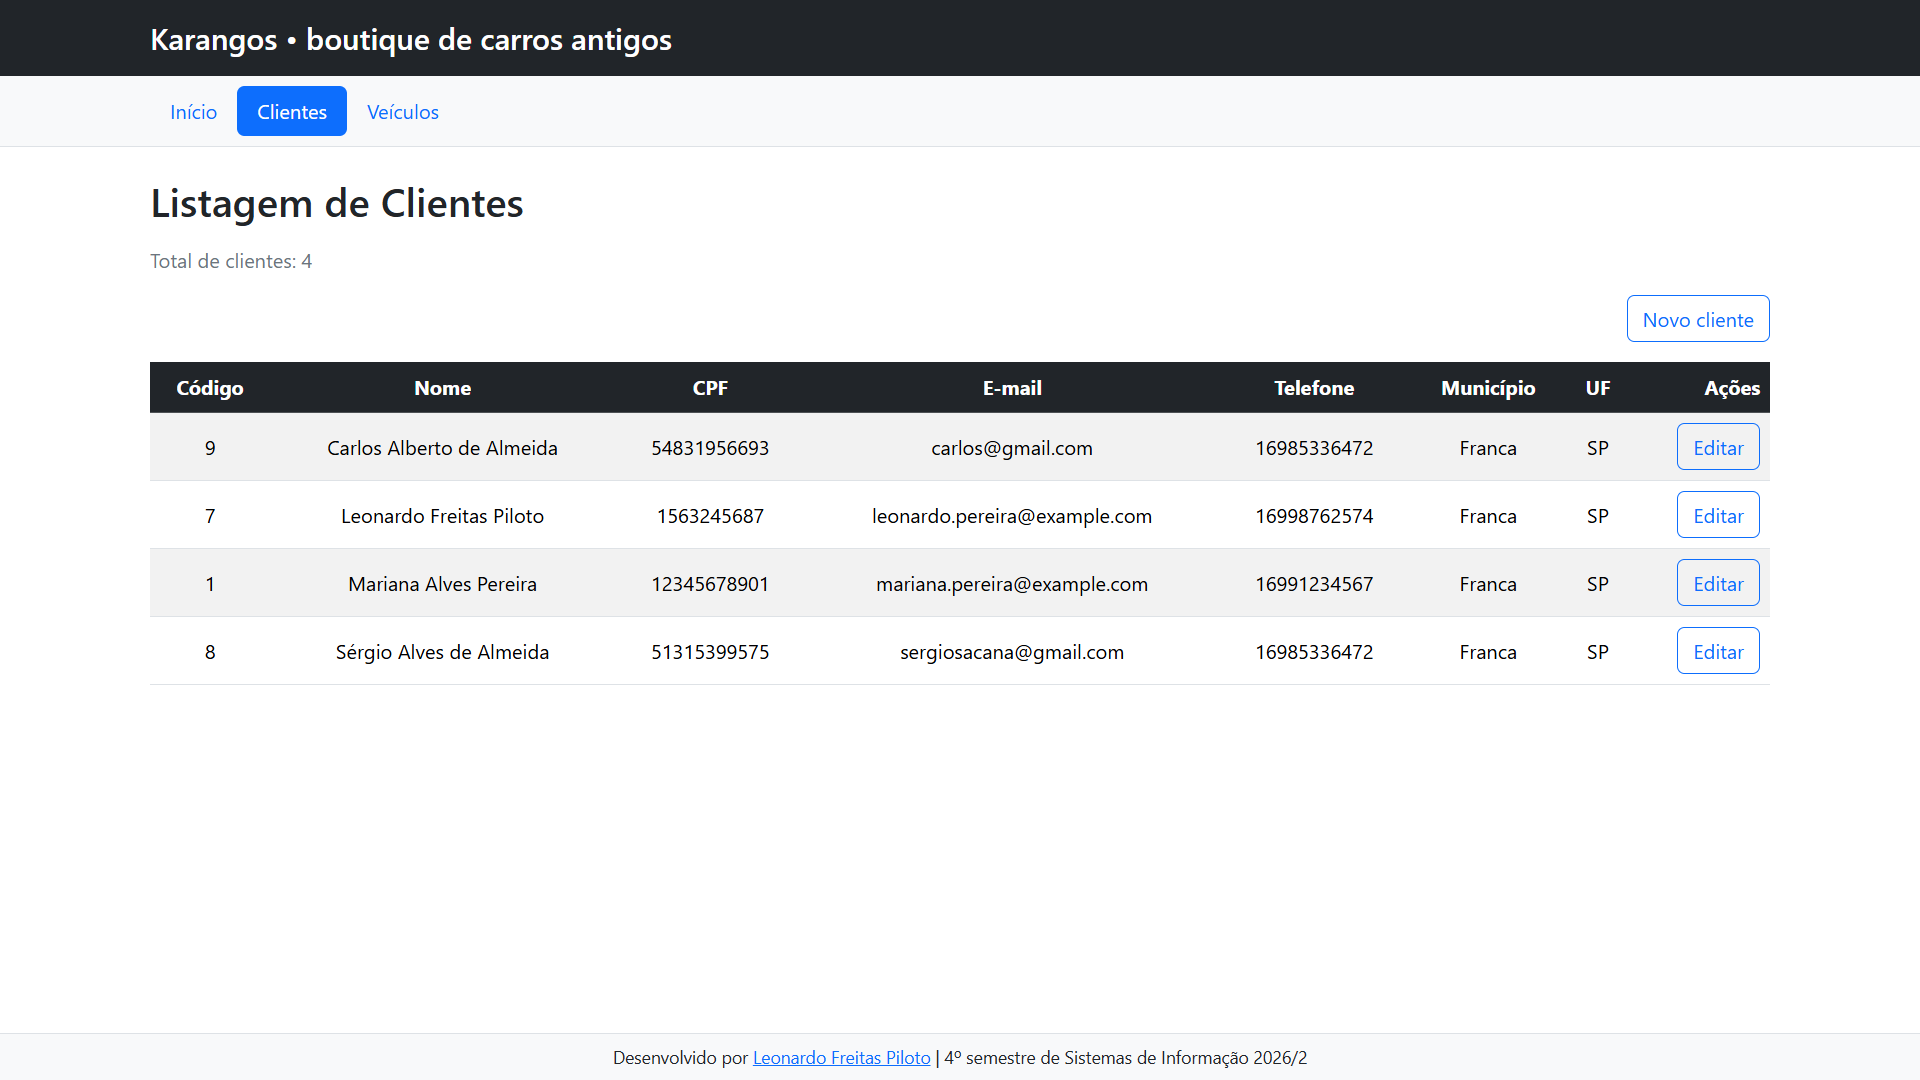 Karangos • boutique de carros antigos
Início Clientes Veículos
Listagem de Clientes
Total de clientes: 4
Novo cliente
Código Nome CPF E-mail Telefone Município UF Ações
9 Carlos Alberto de Almeida 54831956693 carlos@gmail.com 16985336472 Franca SP Editar
7 Leonardo Freitas Piloto 1563245687 leonardo.pereira@example.com 16998762574 Franca SP Editar
1 Mariana Alves Pereira 12345678901 mariana.pereira@example.com 16991234567 Franca SP Editar
8 Sérgio Alves de Almeida 51315399575 sergiosacana@gmail.com 16985336472 Franca SP Editar
Desenvolvido por Leonardo Freitas Piloto | 4º semestre de Sistemas de Informação 2026/2